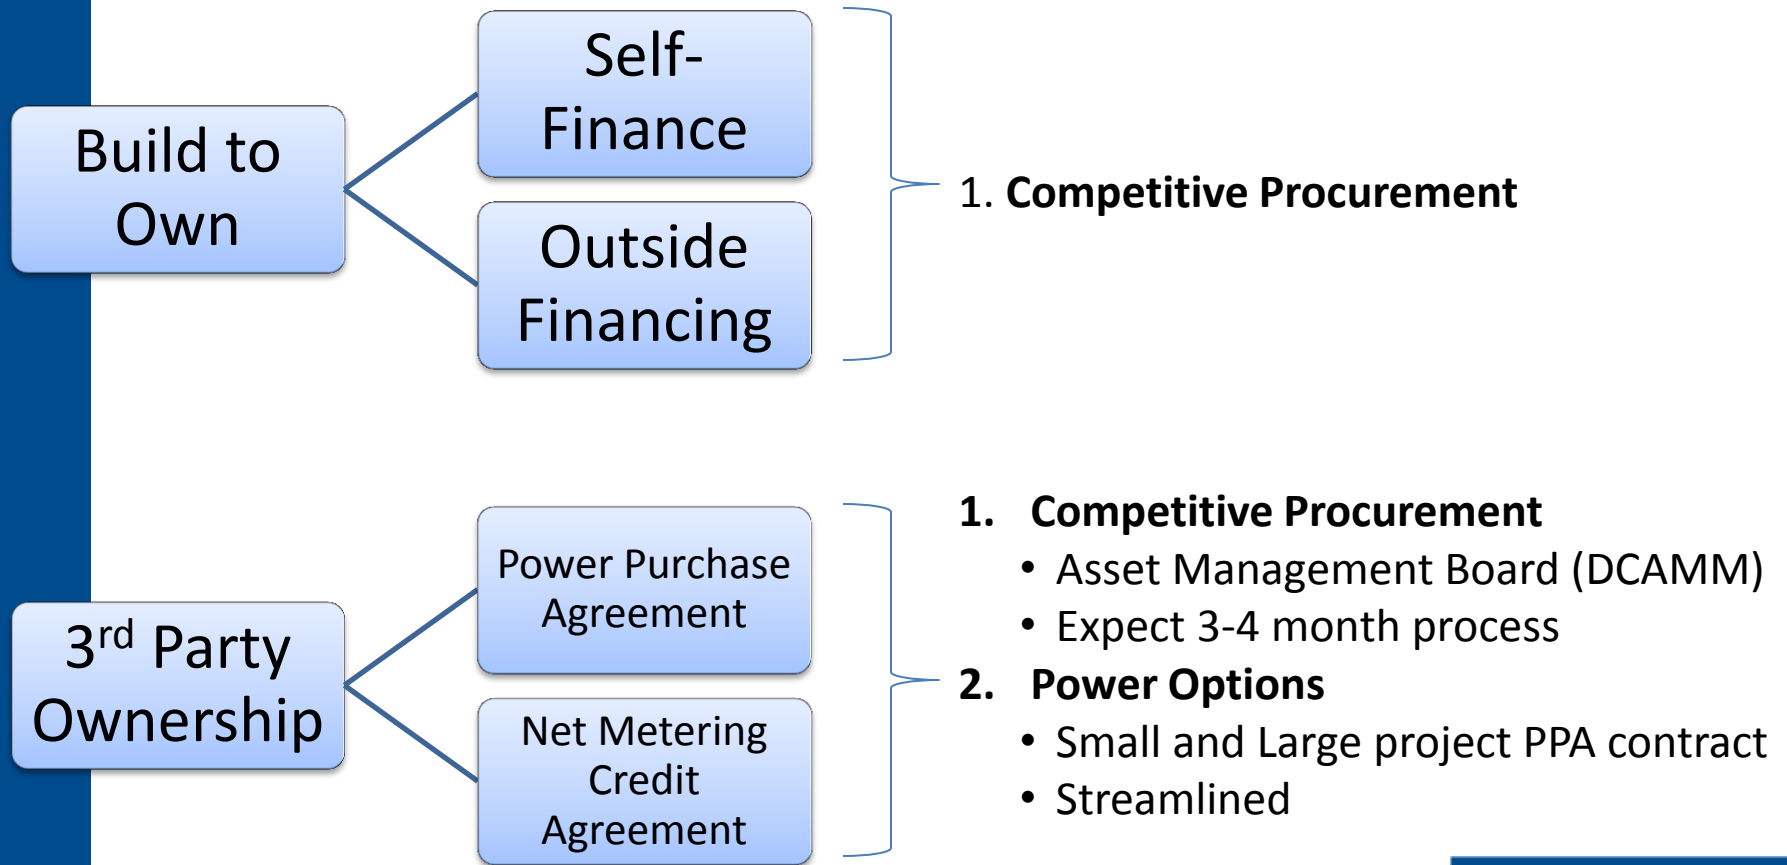 Self-
Finance
Build to
Own
Outside
Financing
1. Competitive Procurement
3rd Party
Ownership
Power Purchase
Agreement
Net Metering
Credit
Agreement
1. Competitive Procurement
• Asset Management Board (DCAMM)
• Expect 3-4 month process
2. Power Options
• Small and Large project PPA contract
• Streamlined